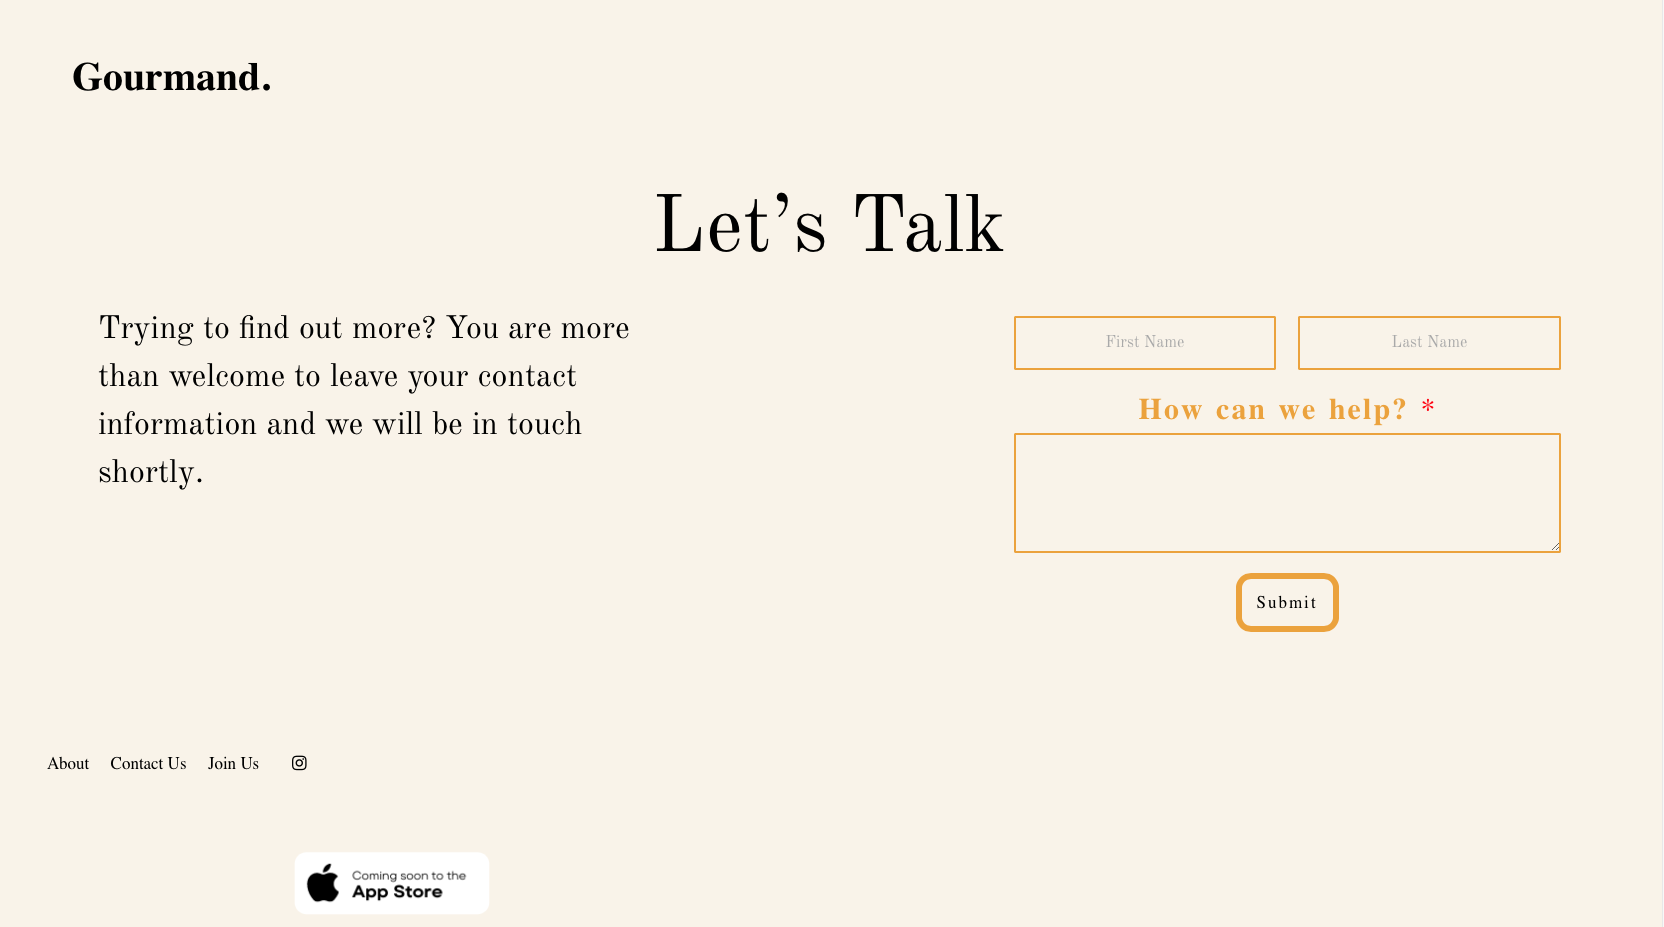 Gourmand.
Let’s Talk
Trying to find out more? You are more
than welcome to leave your contact
information and we will be in touch
shortly.
First Name
Last Name
How can we help? *
Submit
About
Contact Us
Join Us
Coming soon to the
App Store